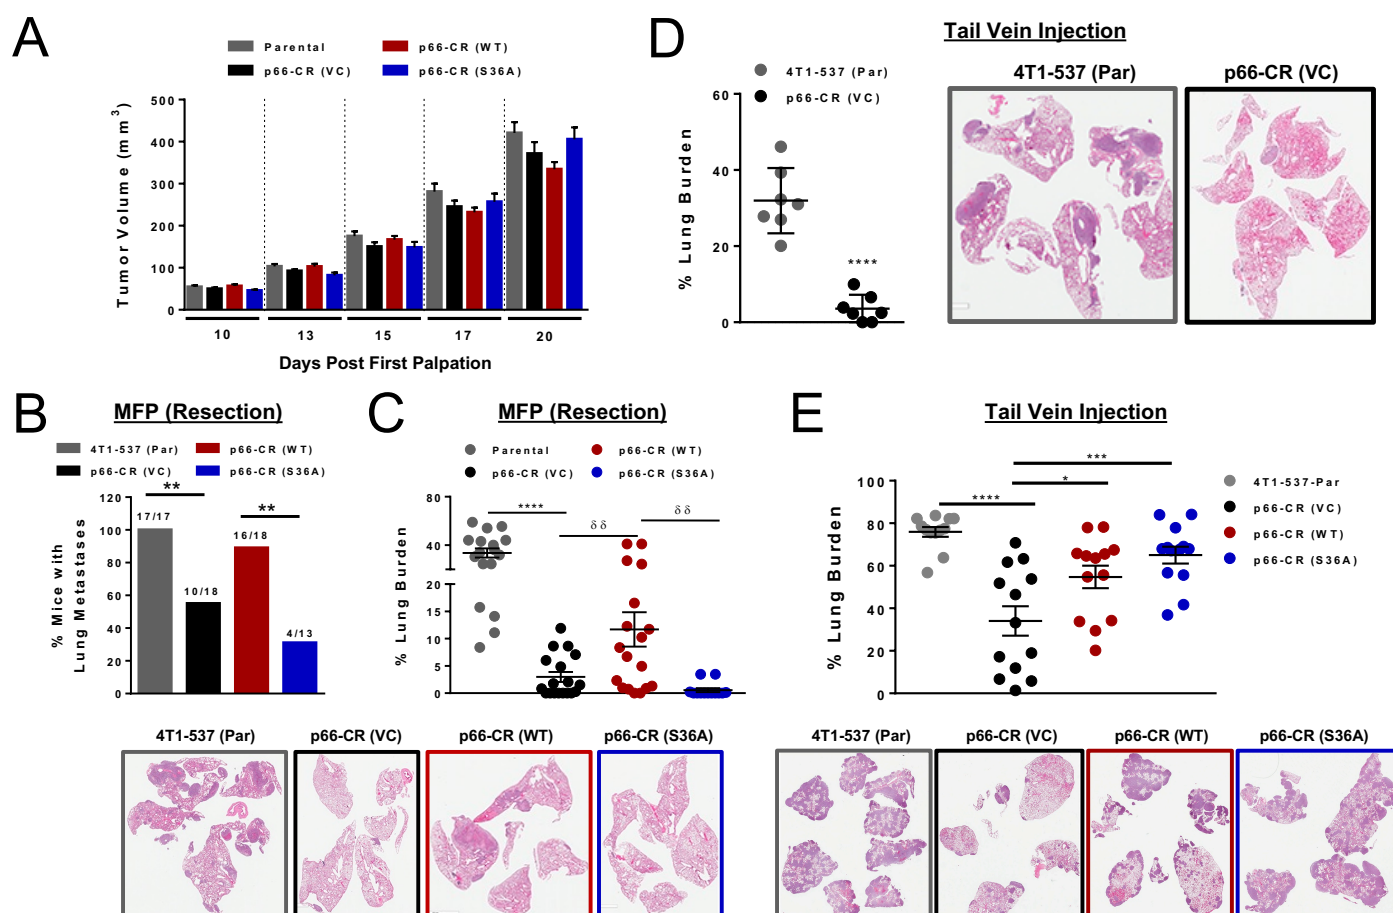 A
Parental
p66-CR (WT)
p66-CR (VC)
p66-CR (S36A)
Tumor Volume (mm3)
500
400
300
200
100
0
10
13
15
17
20
Days Post First Palpation
D
Tail Vein Injection
4T1-537 (Par)
p66-CR (VC)
% Lung Burden
60
40
20
0
****
4T1-537 (Par)
p66-CR (VC)
B
MFP (Resection)
4T1-537 (Par)
p66-CR (WT)
p66-CR (VC)
p66-CR (S36A)
% Mice with
Lung Metastases
120
100
80
60
40
20
0
**
**
17/17
10/18
16/18
4/13
C
MFP (Resection)
Parental
p66-CR (WT)
p66-CR (VC)
p66-CR (S36A)
% Lung Burden
80
40
20
15
10
5
0
****
δδ
δδ
4T1-537 (Par)
p66-CR (VC)
p66-CR (WT)
p66-CR (S36A)
E
Tail Vein Injection
% Lung Burden
100
80
60
40
20
0
***
*
****
4T1-537-Par
p66-CR (VC)
p66-CR (WT)
p66-CR (S36A)
4T1-537 (Par)
p66-CR (VC)
p66-CR (WT)
p66-CR (S36A)